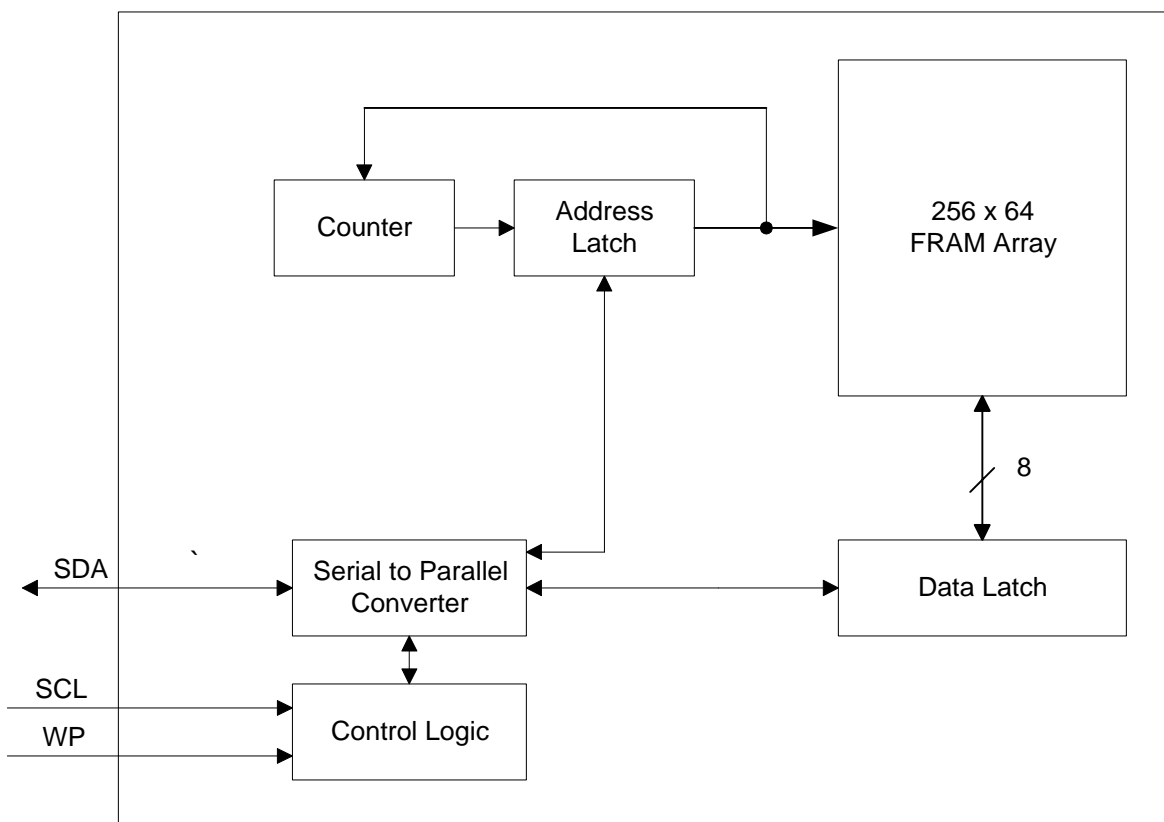 256 x 64
FRAM Array
Counter
Address
Latch
8
`
SDA
Serial to Parallel
Converter
Data Latch
SCL
WP
Control Logic